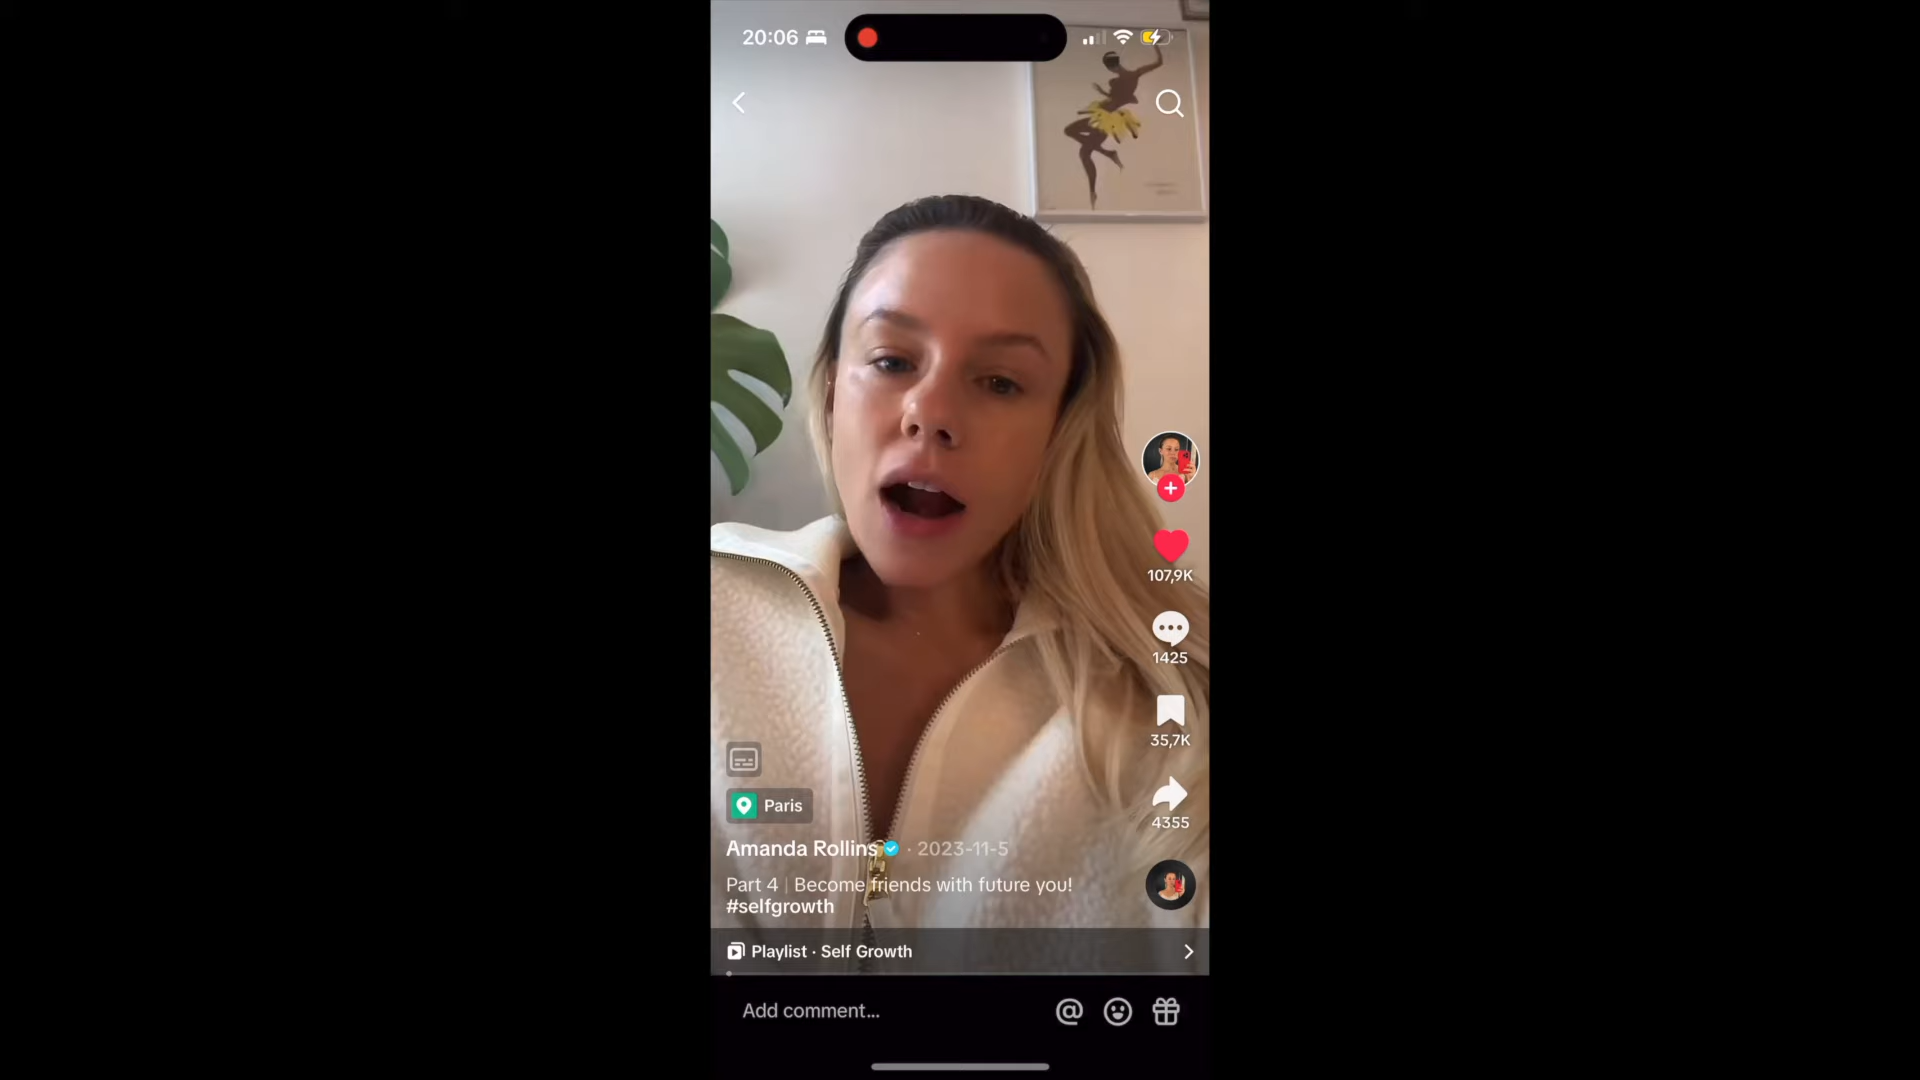 20:06
107,9K
1425
35,7K
4355
Paris
Amanda Rollins · 2023-11-5
Part 4 | Become friends with future you!
#selfgrowth
Playlist · Self Growth
Add comment...